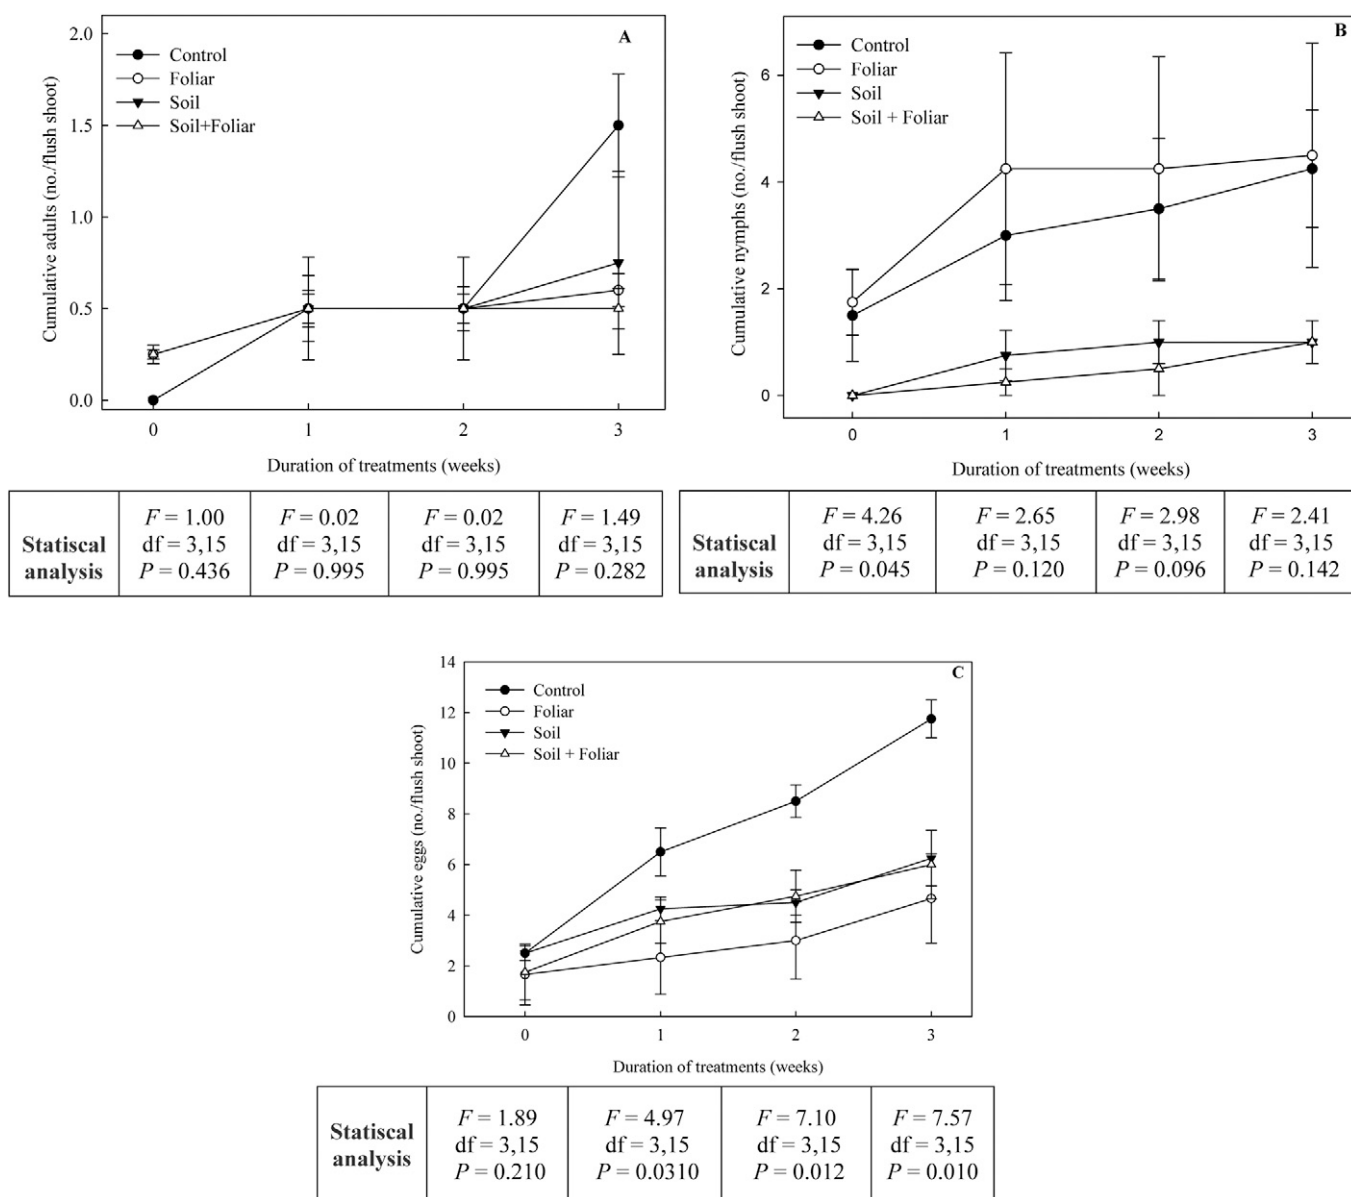 A
Control
Foliar
Soil
Soil+Foliar
Cumulative adults (no./flush shoot)
2.0
1.5
1.0
0.5
0.0
0 1 2 3
Duration of treatments (weeks)
Statiscal analysis
F = 1.00
df = 3,15
P = 0.436
F = 0.02
df = 3,15
P = 0.995
F = 0.02
df = 3,15
P = 0.995
F = 1.49
df = 3,15
P = 0.282
B
Control
Foliar
Soil
Soil + Foliar
Cumulative nymphs (no./flush shoot)
6
4
2
0
0 1 2 3
Duration of treatments (weeks)
Statiscal
analysis
F = 4.26
df = 3,15
P = 0.045
F = 2.65
df = 3,15
P = 0.120
F = 2.98
df = 3,15
P = 0.096
F = 2.41
df = 3,15
P = 0.142
C
Control
Foliar
Soil
Soil + Foliar
Cumulative eggs (no./flush shoot)
14
12
10
8
6
4
2
0
0 1 2 3
Duration of treatments (weeks)
Statiscal
analysis
F = 1.89
df = 3,15
P = 0.210
F = 4.97
df = 3,15
P = 0.0310
F = 7.10
df = 3,15
P = 0.012
F = 7.57
df = 3,15
P = 0.010